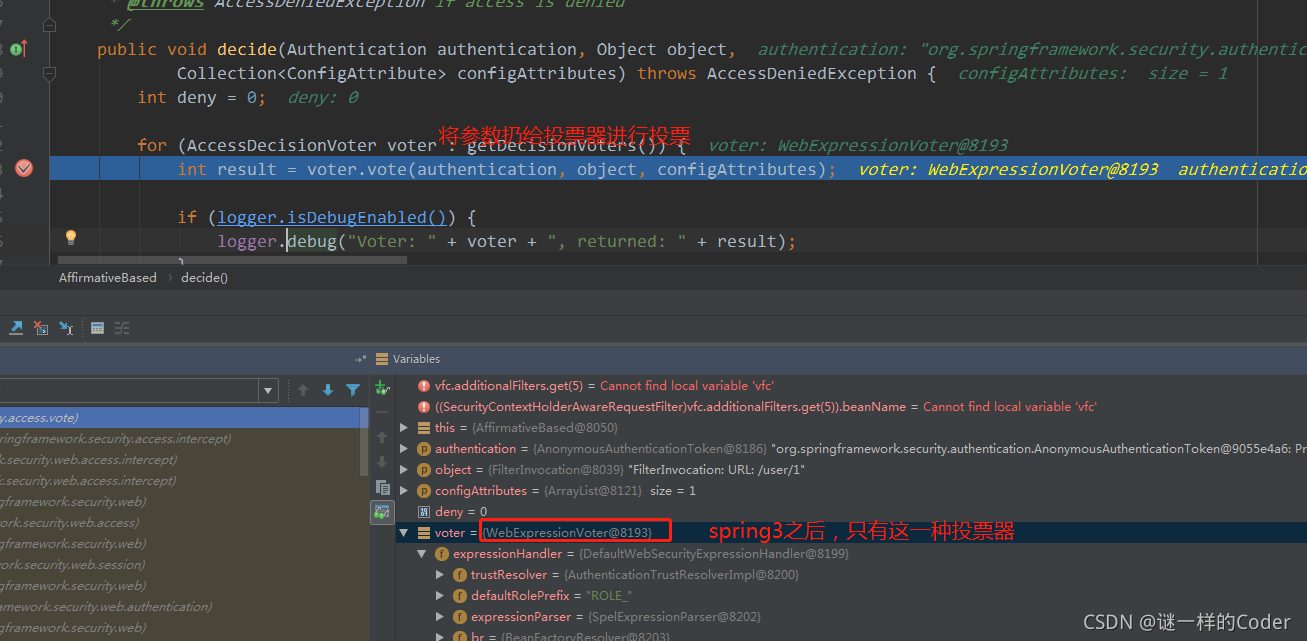 * @throws AccessDeniedException if access is denied
*/
public void decide(Authentication authentication, Object object,  authentication: "org.springframework.security.authentic
Collection<ConfigAttribute> configAttributes) throws AccessDeniedException {  configAttributes:  size = 1
int deny = 0;  deny: 0
将参数扔给投票器进行投票
for (AccessDecisionVoter voter : getDecisionVoters()) {  voter: WebExpressionVoter@8193
int result = voter.vote(authentication, object, configAttributes);  voter: WebExpressionVoter@8193  authenticatio
if (logger.isDebugEnabled()) {
logger.debug("Voter: " + voter + ", returned: " + result);
}
AffirmativeBased › decide()
Variables
vfc.additionalFilters.get(5) = Cannot find local variable 'vfc'
y.access.vote)
((SecurityContextHolderAwareRequestFilter)vfc.additionalFilters.get(5)).beanName = Cannot find local variable 'vfc'
ringframework.security.access.intercept)
this = {AffirmativeBased@8050}
k.security.web.access.intercept)
authentication = {AnonymousAuthenticationToken@8186} "org.springframework.security.authentication.AnonymousAuthenticationToken@9055e4a6: Pr
k.security.web.access.intercept)
object = {FilterInvocation@8039} "FilterInvocation: URL: /user/1"
gframework.security.web)
configAttributes = {ArrayList@8121}  size = 1
ork.security.web.access)
deny = 0
gframework.security.web)
voter = {WebExpressionVoter@8193}
spring3之后，只有这一种投票器
ork.security.web.session)
expressionHandler = {DefaultWebSecurityExpressionHandler@8199}
gframework.security.web)
trustResolver = {AuthenticationTrustResolverImpl@8200}
amework.security.web.authentication)
defaultRolePrefix = "ROLE_"
gframework.security.web)
expressionParser = {SpelExpressionParser@8202}
br = {BeanFactoryResolver@8203}
CSDN @谜一样的Coder